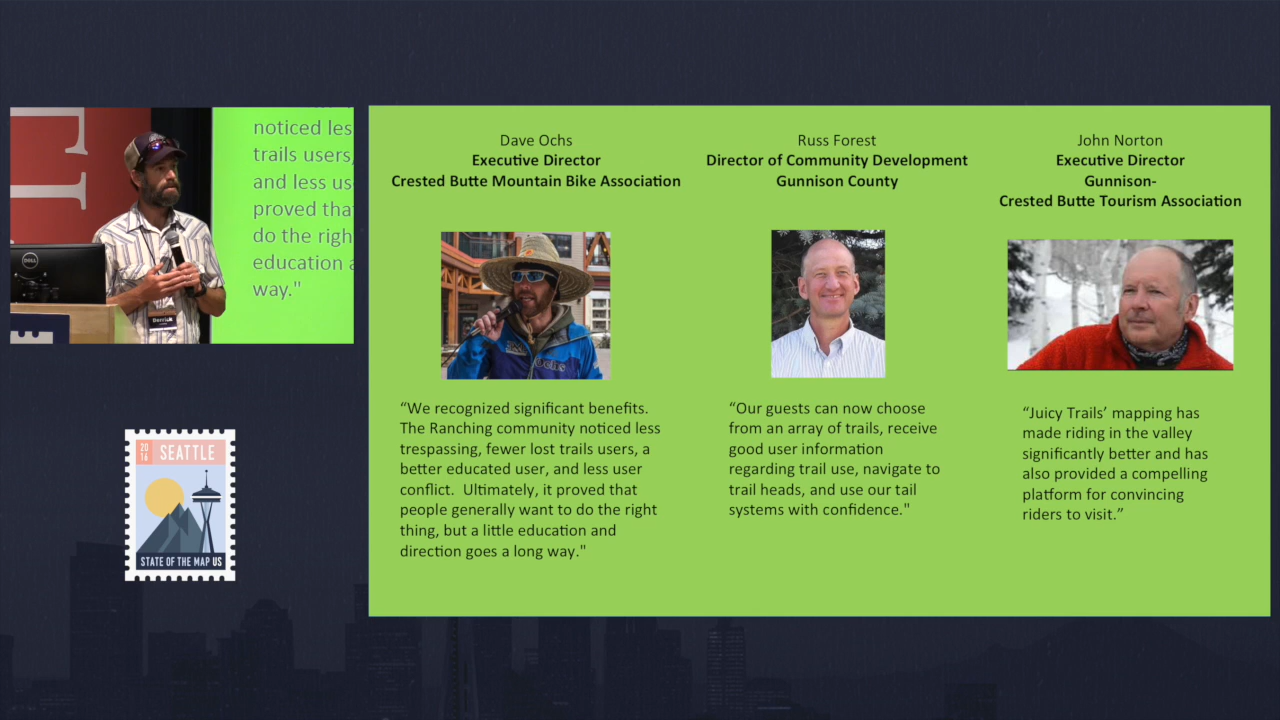 noticed les
trails users,
and less us
proved that
do the righ
education a
way."
DELL
Derrick
20
16
SEATTLE
STATE OF THE MAP US
Dave Ochs
Executive Director
Crested Butte Mountain Bike Association
“We recognized significant benefits.
The Ranching community noticed less
trespassing, fewer lost trails users, a
better educated user, and less user
conflict.  Ultimately, it proved that
people generally want to do the right
thing, but a little education and
direction goes a long way."
Russ Forest
Director of Community Development
Gunnison County
“Our guests can now choose
from an array of trails, receive
good user information
regarding trail use, navigate to
trail heads, and use our tail
systems with confidence."
John Norton
Executive Director
Gunnison-
Crested Butte Tourism Association
“Juicy Trails’ mapping has
made riding in the valley
significantly better and has
also provided a compelling
platform for convincing
riders to visit.”